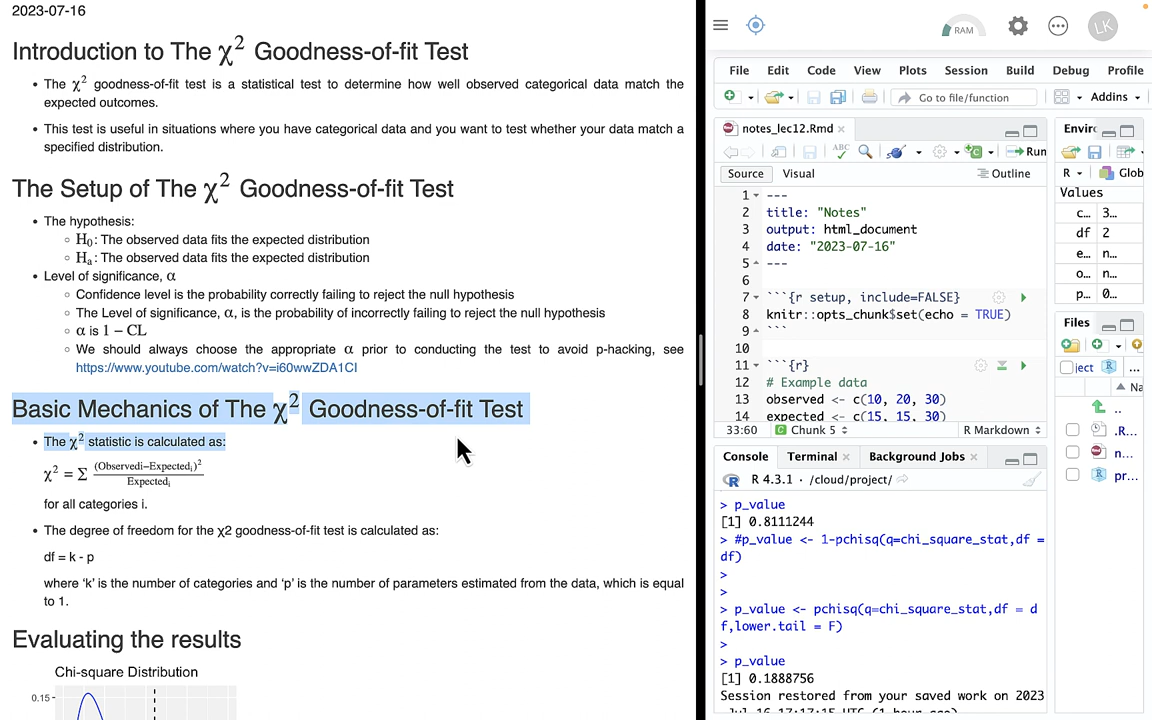 2023-07-16
Introduction to The χ² Goodness-of-fit Test
• The χ² goodness-of-fit test is a statistical test to determine how well observed categorical data match the
expected outcomes.
• This test is useful in situations where you have categorical data and you want to test whether your data match a
specified distribution.
The Setup of The χ² Goodness-of-fit Test
• The hypothesis:
◦ H₀: The observed data fits the expected distribution
◦ Hₐ: The observed data fits the expected distribution
• Level of significance, α
◦ Confidence level is the probability correctly failing to reject the null hypothesis
◦ The Level of significance, α, is the probability of incorrectly failing to reject the null hypothesis
◦ α is 1 − CL
◦ We should always choose the appropriate α prior to conducting the test to avoid p-hacking, see
https://www.youtube.com/watch?v=i60wwZDA1CI
Basic Mechanics of The χ² Goodness-of-fit Test
• The χ² statistic is calculated as:
χ² = Σ (Observedi−Expectedᵢ)² / Expectedᵢ
for all categories i.
• The degree of freedom for the χ2 goodness-of-fit test is calculated as:
df = k - p
where ‘k’ is the number of categories and ‘p’ is the number of parameters estimated from the data, which is equal
to 1.
Evaluating the results
Chi-square Distribution
0.15
RAM
LK
File Edit Code View Plots Session Build Debug Profile
Go to file/function Addins
notes_lec12.Rmd
ABC Run
Source Visual Outline
1 ---
2 title: "Notes"
3 output: html_document
4 date: "2023-07-16"
5 ---
6
7 ```{r setup, include=FALSE}
8 knitr::opts_chunk$set(echo = TRUE)
9 ```
10
11 ```{r}
12 # Example data
13 observed <- c(10, 20, 30)
14 expected <- c(15, 15, 30)
33:60 Chunk 5 R Markdown
Console Terminal Background Jobs
R 4.3.1 · /cloud/project/
> p_value
[1] 0.8111244
> #p_value <- 1-pchisq(q=chi_square_stat,df =
df)
>
>
> p_value <- pchisq(q=chi_square_stat,df = d
f,lower.tail = F)
>
> p_value
[1] 0.1888756
Session restored from your saved work on 2023
Envir
R Glob
Values
c… 3…
df 2
e… n…
o… n…
p… 0…
Files
ject …
Na
..
.R…
n…
pr…